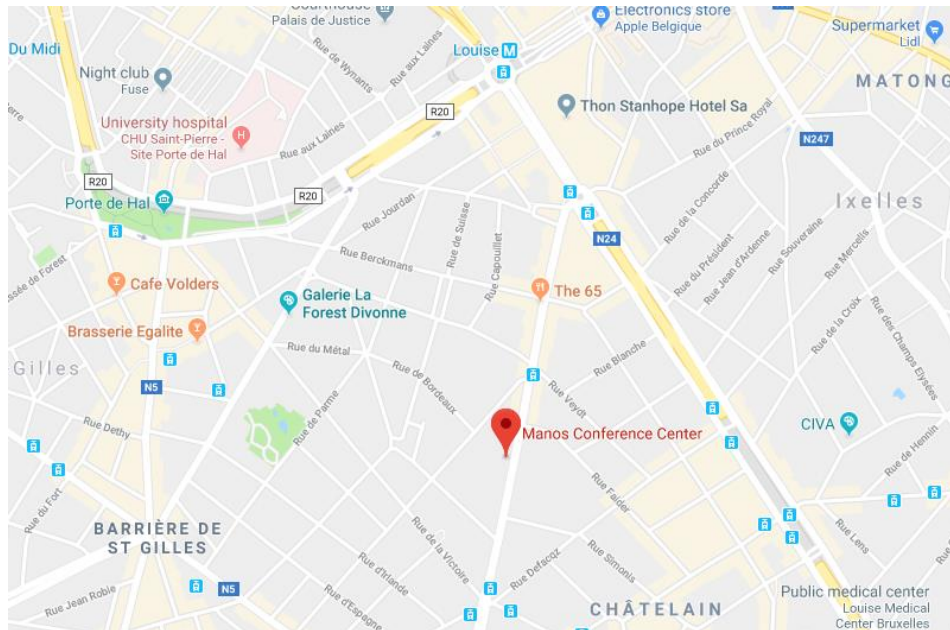 Courthouse
Palais de Justice
Electronics store
Apple Belgique
Supermarket
Lidl
Du Midi
Louise M
MATONG
Night club
Fuse
Rue de Wynants
Rue aux Laines
R20
Thon Stanhope Hotel Sa
University hospital
CHU Saint-Pierre -
Site Porte de Hal
H
Rue aux Laines
Rue du Prince Royal
N247
R20
R20
Porte de Hal
Rue Jourdan
Rue de Suisse
Rue Capouillet
Rue de la Concorde
Ixelles
N24
Rue du Président
Rue Jean d'Ardenne
Rue Souveraine
Rue Mercelis
ssée de Forest
Rue Berckmans
Cafe Volders
Galerie La
Forest Divonne
The 65
Brasserie Egalite
Rue de la Croix
Rue des Champs Elysées
Rue du Métal
Rue Blanche
Gilles
N5
Rue de Bordeaux
Rue Veydt
Rue de Parme
Rue Dethy
Manos Conference Center
CIVA
Rue de Hennin
Rue du Fort
Rue Faider
BARRIÈRE DE
ST GILLES
Rue de la Victoire
Rue Lens
Rue Defacqz
Rue Simonis
Rue d'Irlande
N5
Rue Jean Robie
Rue d'Espagne
CHÂTELAIN
Public medical center
Louise Medical
Center Bruxelles